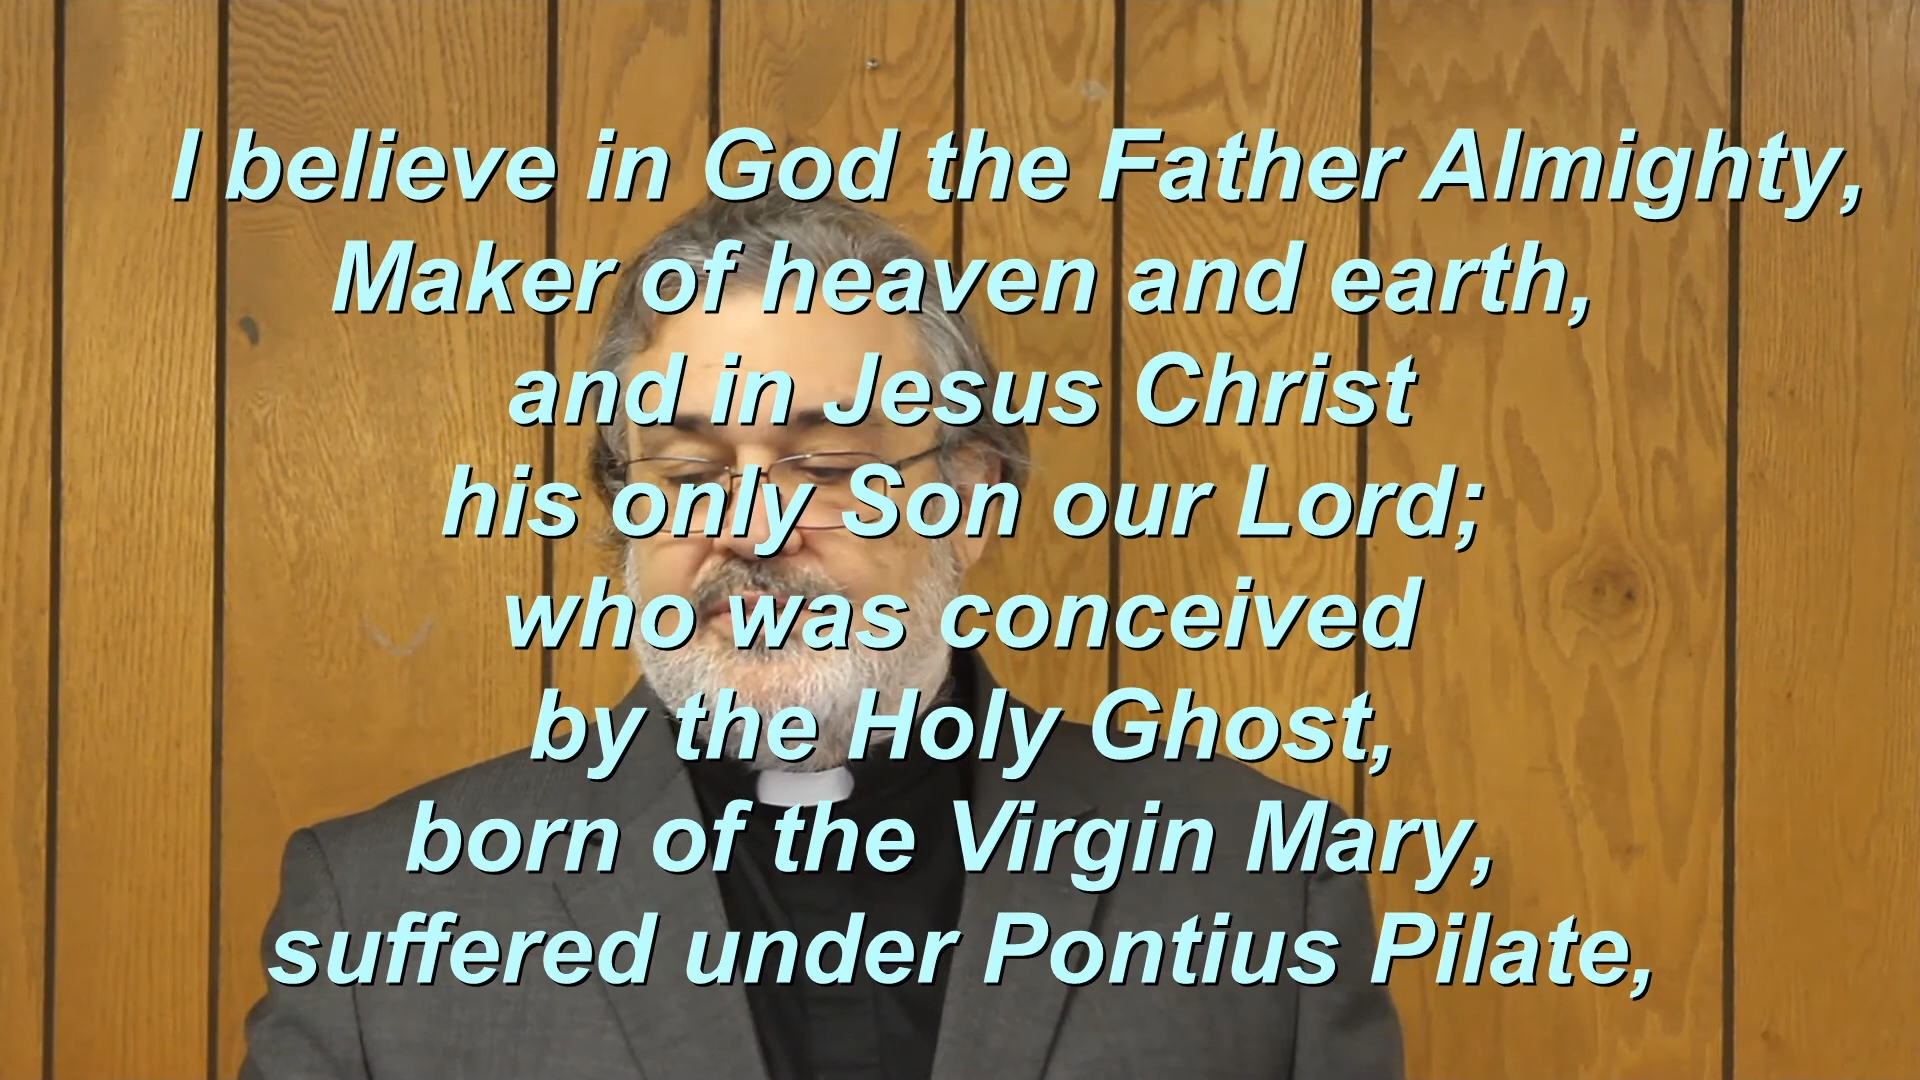 I believe in God the Father Almighty,
Maker of heaven and earth,
and in Jesus Christ
his only Son our Lord;
who was conceived
by the Holy Ghost,
born of the Virgin Mary,
suffered under Pontius Pilate,